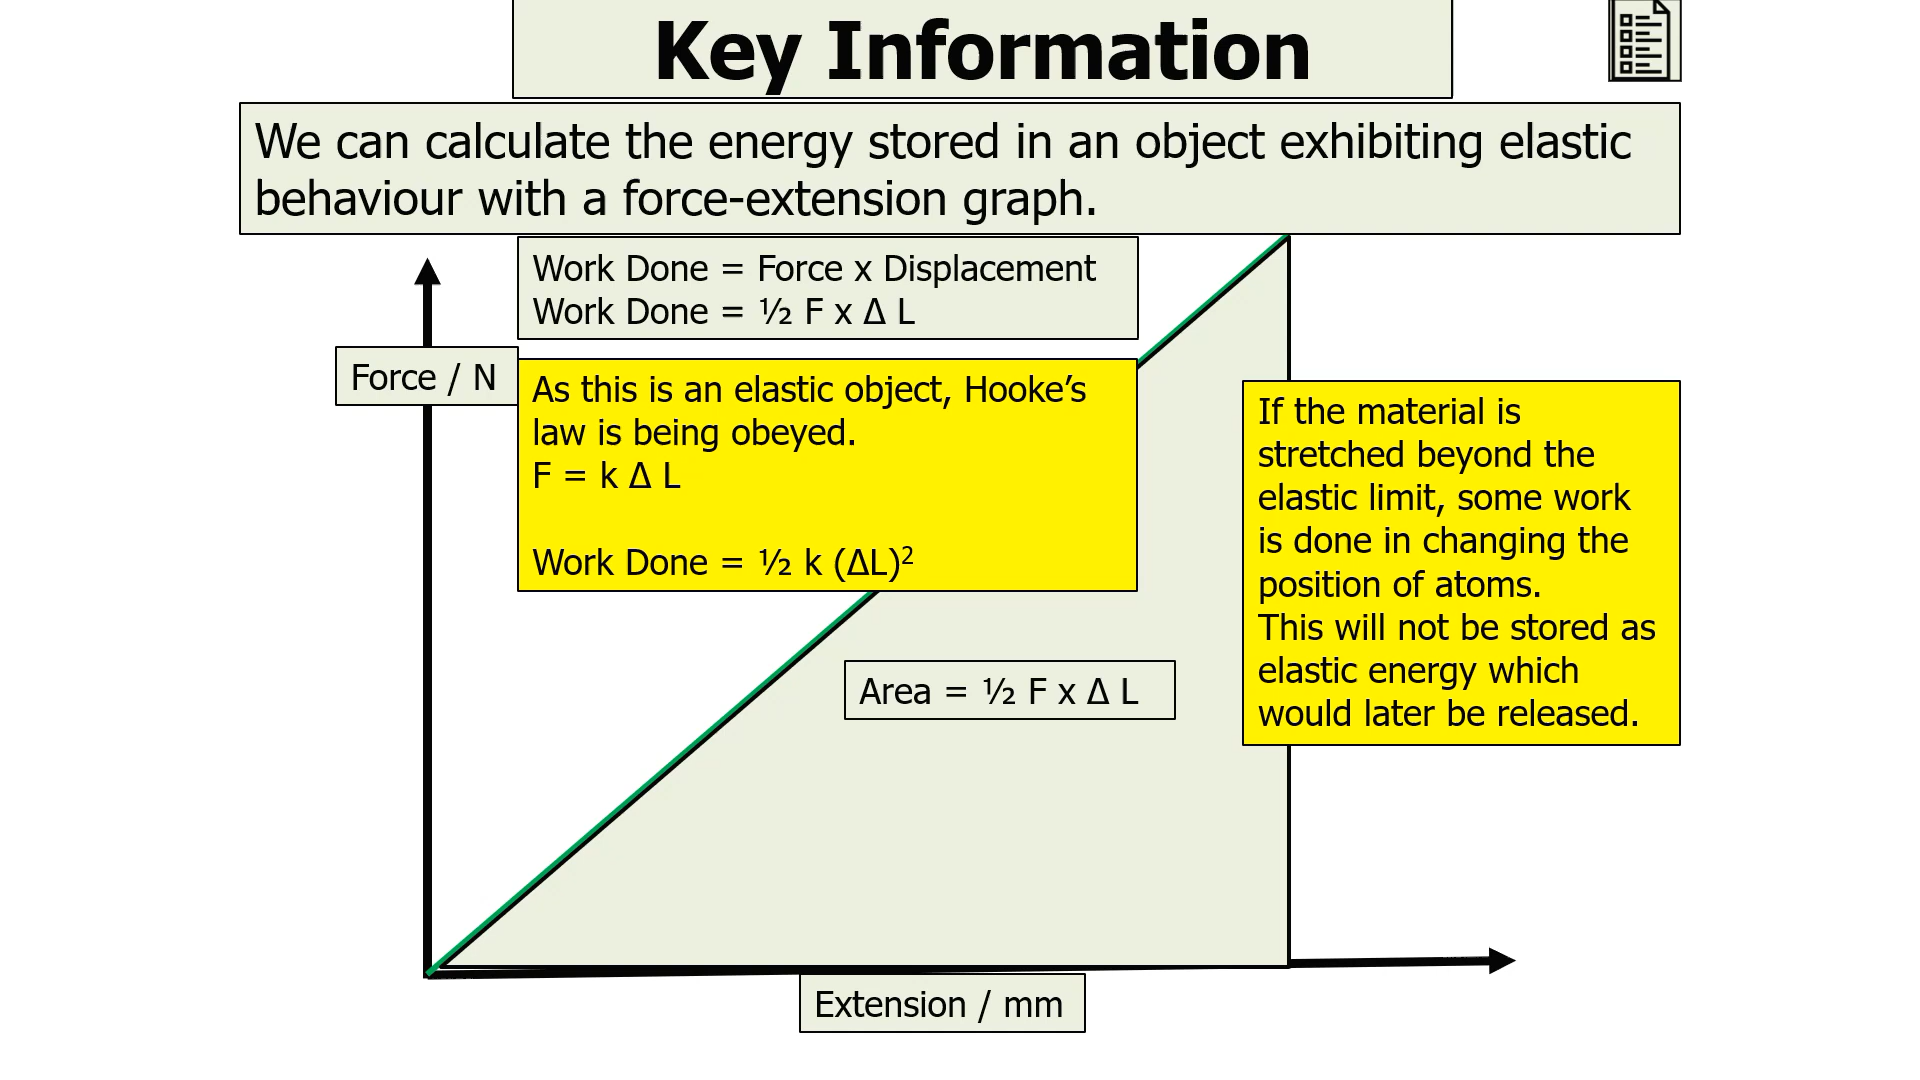 Key Information
We can calculate the energy stored in an object exhibiting elastic
behaviour with a force-extension graph.
Work Done = Force x Displacement
Work Done = ½ F x Δ L
Force / N
As this is an elastic object, Hooke’s
law is being obeyed.
F = k Δ L
Work Done = ½ k (ΔL)²
If the material is
stretched beyond the
elastic limit, some work
is done in changing the
position of atoms.
This will not be stored as
elastic energy which
would later be released.
Area = ½ F x Δ L
Extension / mm